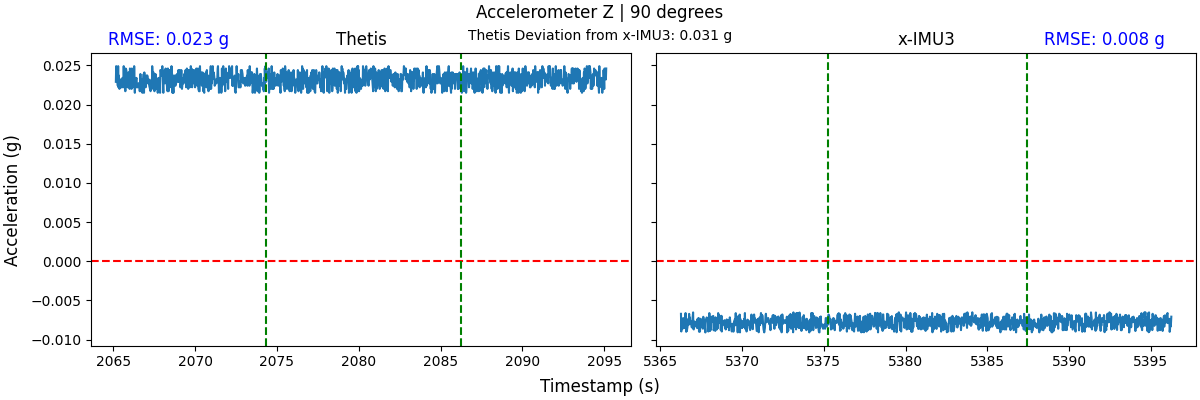 Accelerometer Z | 90 degrees
RMSE: 0.023 g
Thetis
Thetis Deviation from x-IMU3: 0.031 g
x-IMU3
RMSE: 0.008 g
Acceleration (g)
0.025
0.020
0.015
0.010
0.005
0.000
−0.005
−0.010
2065 2070 2075 2080 2085 2090 2095
5365 5370 5375 5380 5385 5390 5395
Timestamp (s)